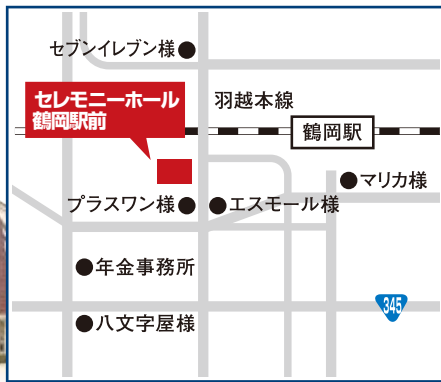 セブンイレブン様●
セレモニーホール
鶴岡駅前
羽越本線
鶴岡駅
●マリカ様
プラスワン様●
●エスモール様
●年金事務所
345
●八文字屋様